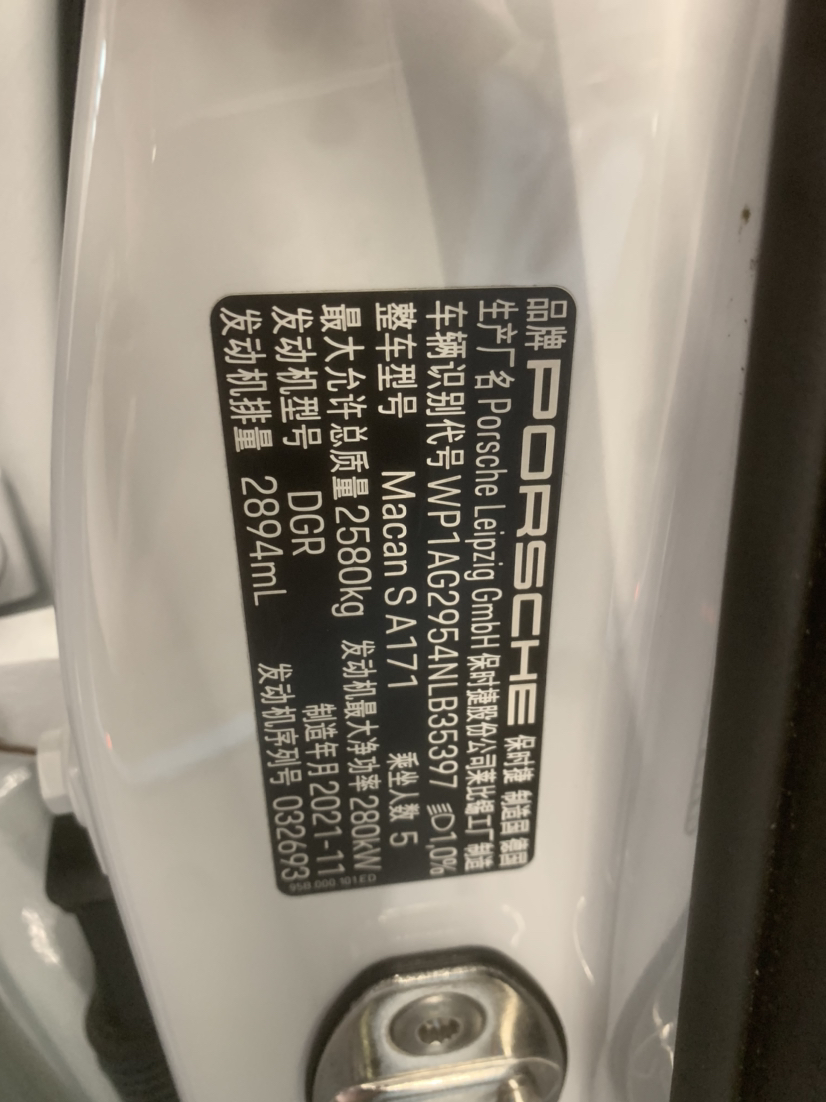 品牌 PORSCHE 保时捷 制造国 德国
生产厂名 Porsche Leipzig GmbH 保时捷股份公司莱比锡工厂 制造
车辆识别代号 WP1AG2954NLB35397 1,0%
整车型号 Macan S A171 乘坐人数 5
最大允许总质量 2580kg 发动机最大净功率 280kW
发动机型号 DGR 制造年月 2021-11
发动机排量 2894mL 发动机序列号 032693
95B.000.101.ED